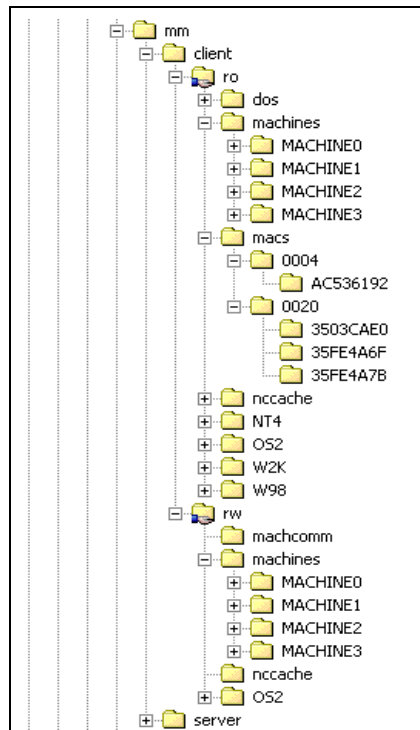 mm
client
ro
dos
machines
MACHINE0
MACHINE1
MACHINE2
MACHINE3
macs
0004
AC536192
0020
3503CAE0
35FE4A6F
35FE4A7B
nccache
NT4
OS2
W2K
W98
rw
machcomm
machines
MACHINE0
MACHINE1
MACHINE2
MACHINE3
nccache
OS2
server